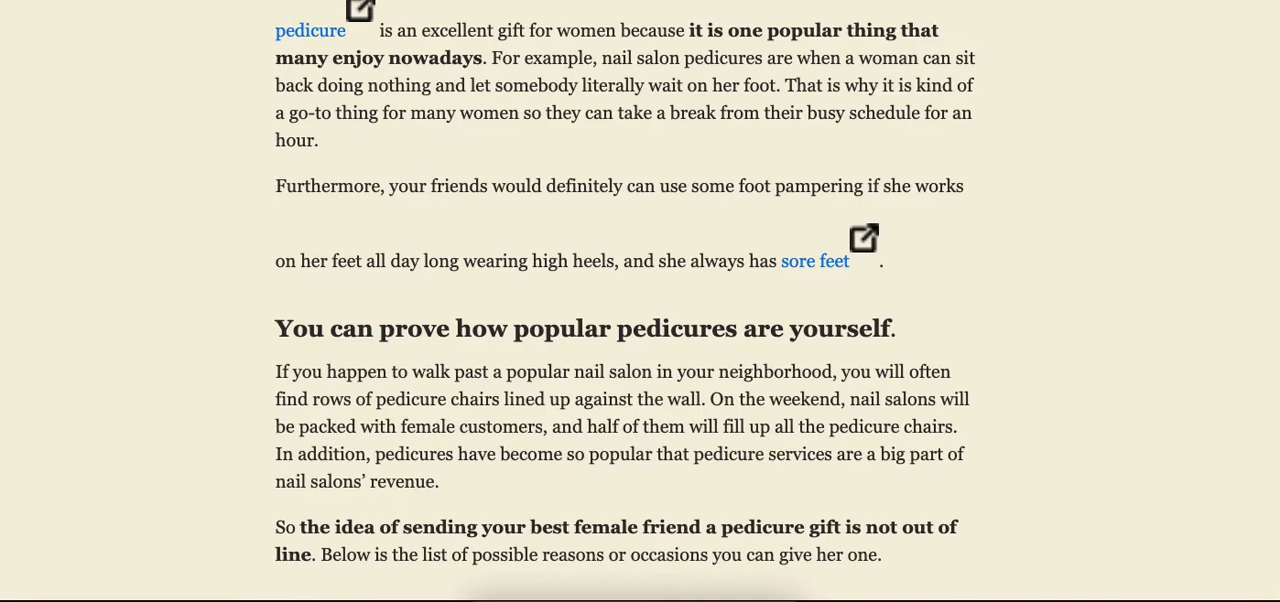 pedicure is an excellent gift for women because it is one popular thing that
many enjoy nowadays. For example, nail salon pedicures are when a woman can sit
back doing nothing and let somebody literally wait on her foot. That is why it is kind of
a go-to thing for many women so they can take a break from their busy schedule for an
hour.
Furthermore, your friends would definitely can use some foot pampering if she works
on her feet all day long wearing high heels, and she always has sore feet.
You can prove how popular pedicures are yourself.
If you happen to walk past a popular nail salon in your neighborhood, you will often
find rows of pedicure chairs lined up against the wall. On the weekend, nail salons will
be packed with female customers, and half of them will fill up all the pedicure chairs.
In addition, pedicures have become so popular that pedicure services are a big part of
nail salons’ revenue.
So the idea of sending your best female friend a pedicure gift is not out of
line. Below is the list of possible reasons or occasions you can give her one.